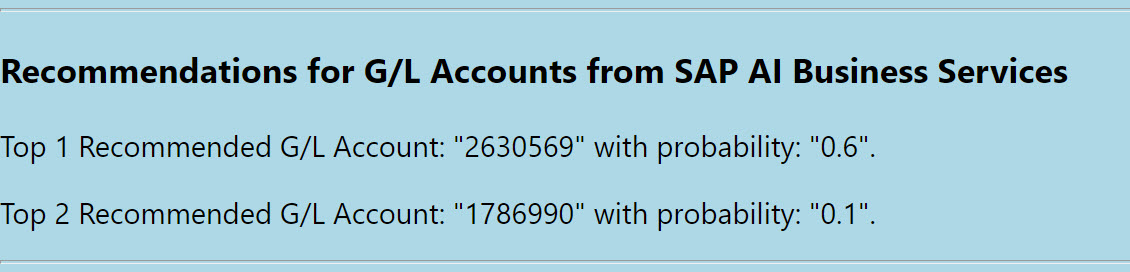 Recommendations for G/L Accounts from SAP AI Business Services
Top 1 Recommended G/L Account: "2630569" with probability: "0.6".
Top 2 Recommended G/L Account: "1786990" with probability: "0.1".